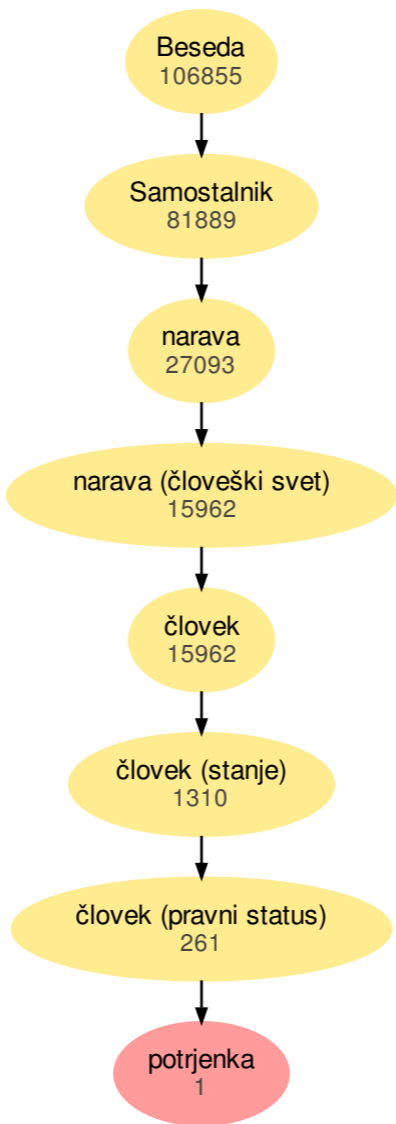 Beseda
106855
Samostalnik
81889
narava
27093
narava (človeški svet)
15962
človek
15962
človek (stanje)
1310
človek (pravni status)
261
potrjenka
1